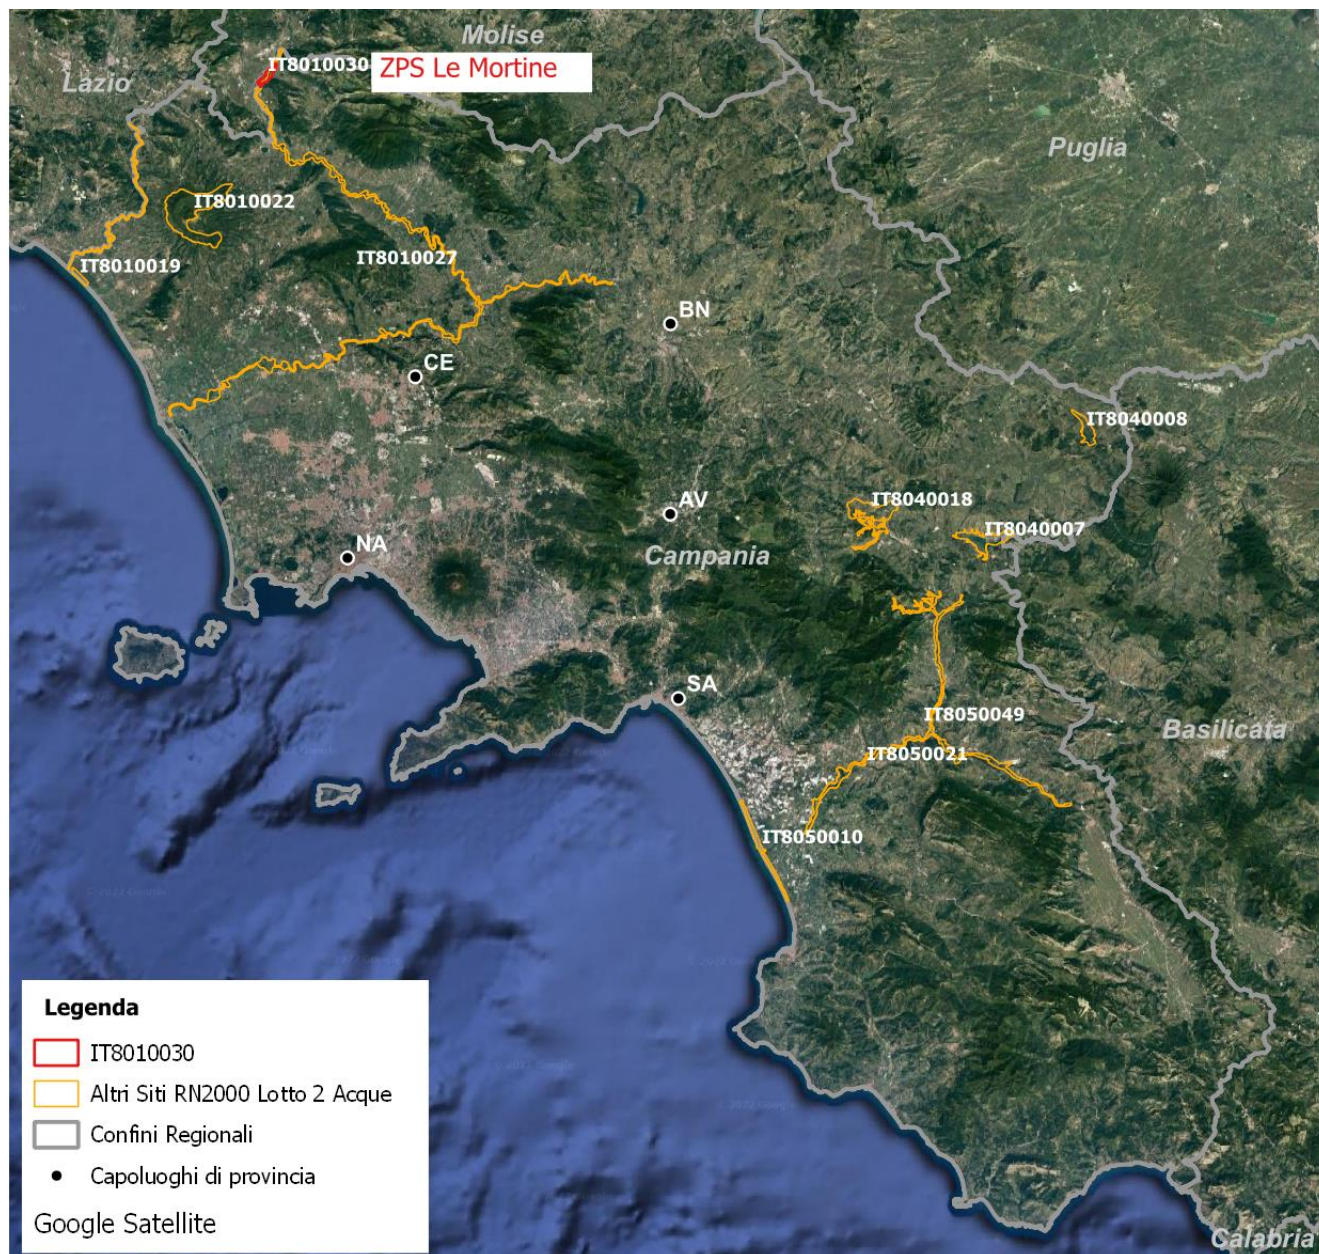 Molise
IT8010030
ZPS Le Mortine
Lazio
Puglia
IT8010022
IT8010027
IT8010019
BN
CE
IT8040008
IT8040018
AV
IT8040007
NA
Campania
SA
IT8050049
Basilicata
IT8050021
IT8050010
Legenda
IT8010030
Altri Siti RN2000 Lotto 2 Acque
Confini Regionali
Capoluoghi di provincia
Google Satellite
Calabria